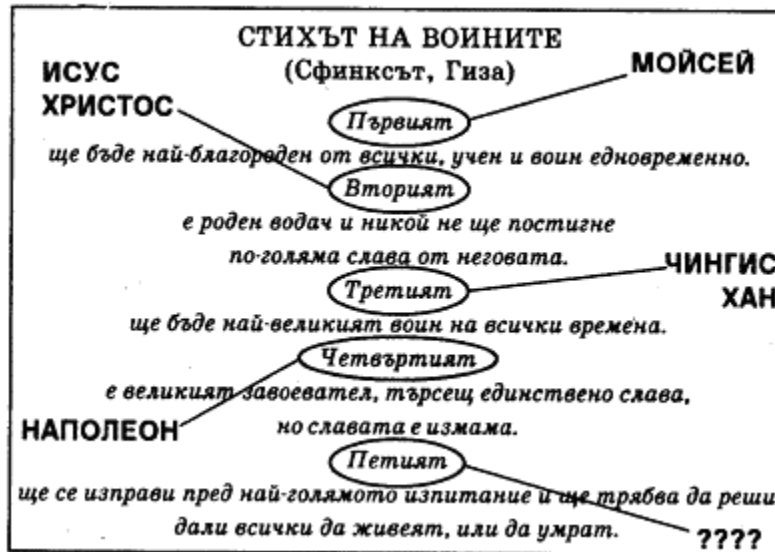 СТИХЪТ НА ВОИНИТЕ
(Сфинксът, Гиза)
ИСУС
ХРИСТОС
МОЙСЕЙ
Първият
ще бъде най-благороден от всички, учен и воин едновременно.
Вторият
е роден водач и никой не ще постигне
по-голяма слава от неговата.
ЧИНГИС
ХАН
Третият
ще бъде най-великият воин на всички времена.
Четвъртият
е великият завоевател, търсещ единствено слава,
но славата е измама.
НАПОЛЕОН
Петият
ще се изправи пред най-голямото изпитание и ще трябва да реши
дали всички да живеят, или да умрат.
????